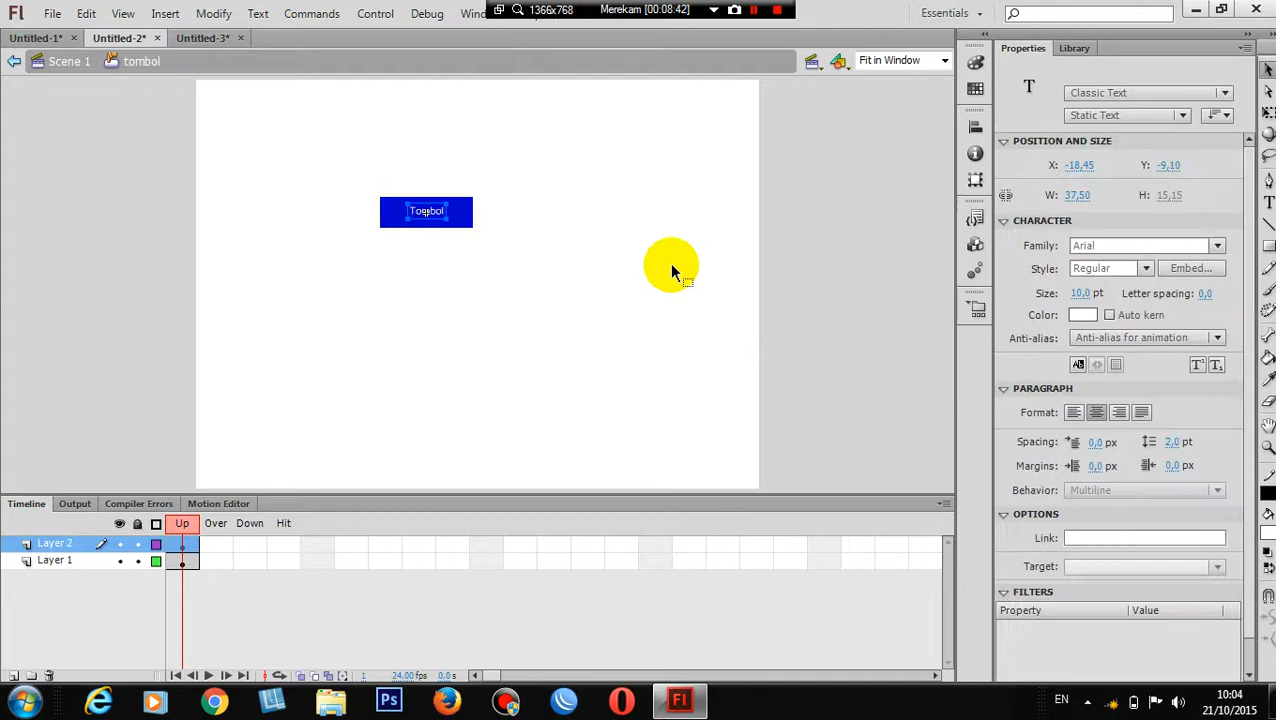 Fl File Edit View Insert Modify Text Commands Control Debug Essentials
1366x768 Merekam [00:08:42]
Untitled-1* × Untitled-2* × Untitled-3* ×
Scene 1 tombol Fit in Window
Tombol
Properties Library
T Classic Text
Static Text
POSITION AND SIZE
X: -18,45 Y: -9,10
W: 37,50 H: 15,15
CHARACTER
Family: Arial
Style: Regular Embed...
Size: 10,0 pt Letter spacing: 0,0
Color: Auto kern
Anti-alias: Anti-alias for animation
PARAGRAPH
Format:
Spacing: 0,0 px 2,0 pt
Margins: 0,0 px 0,0 px
Behavior: Multiline
OPTIONS
Link:
Target:
FILTERS
Property Value
Timeline Output Compiler Errors Motion Editor
Up Over Down Hit
Layer 2
Layer 1
1 24.00 fps 0.0 s
Ps Fl EN 10:04
21/10/2015